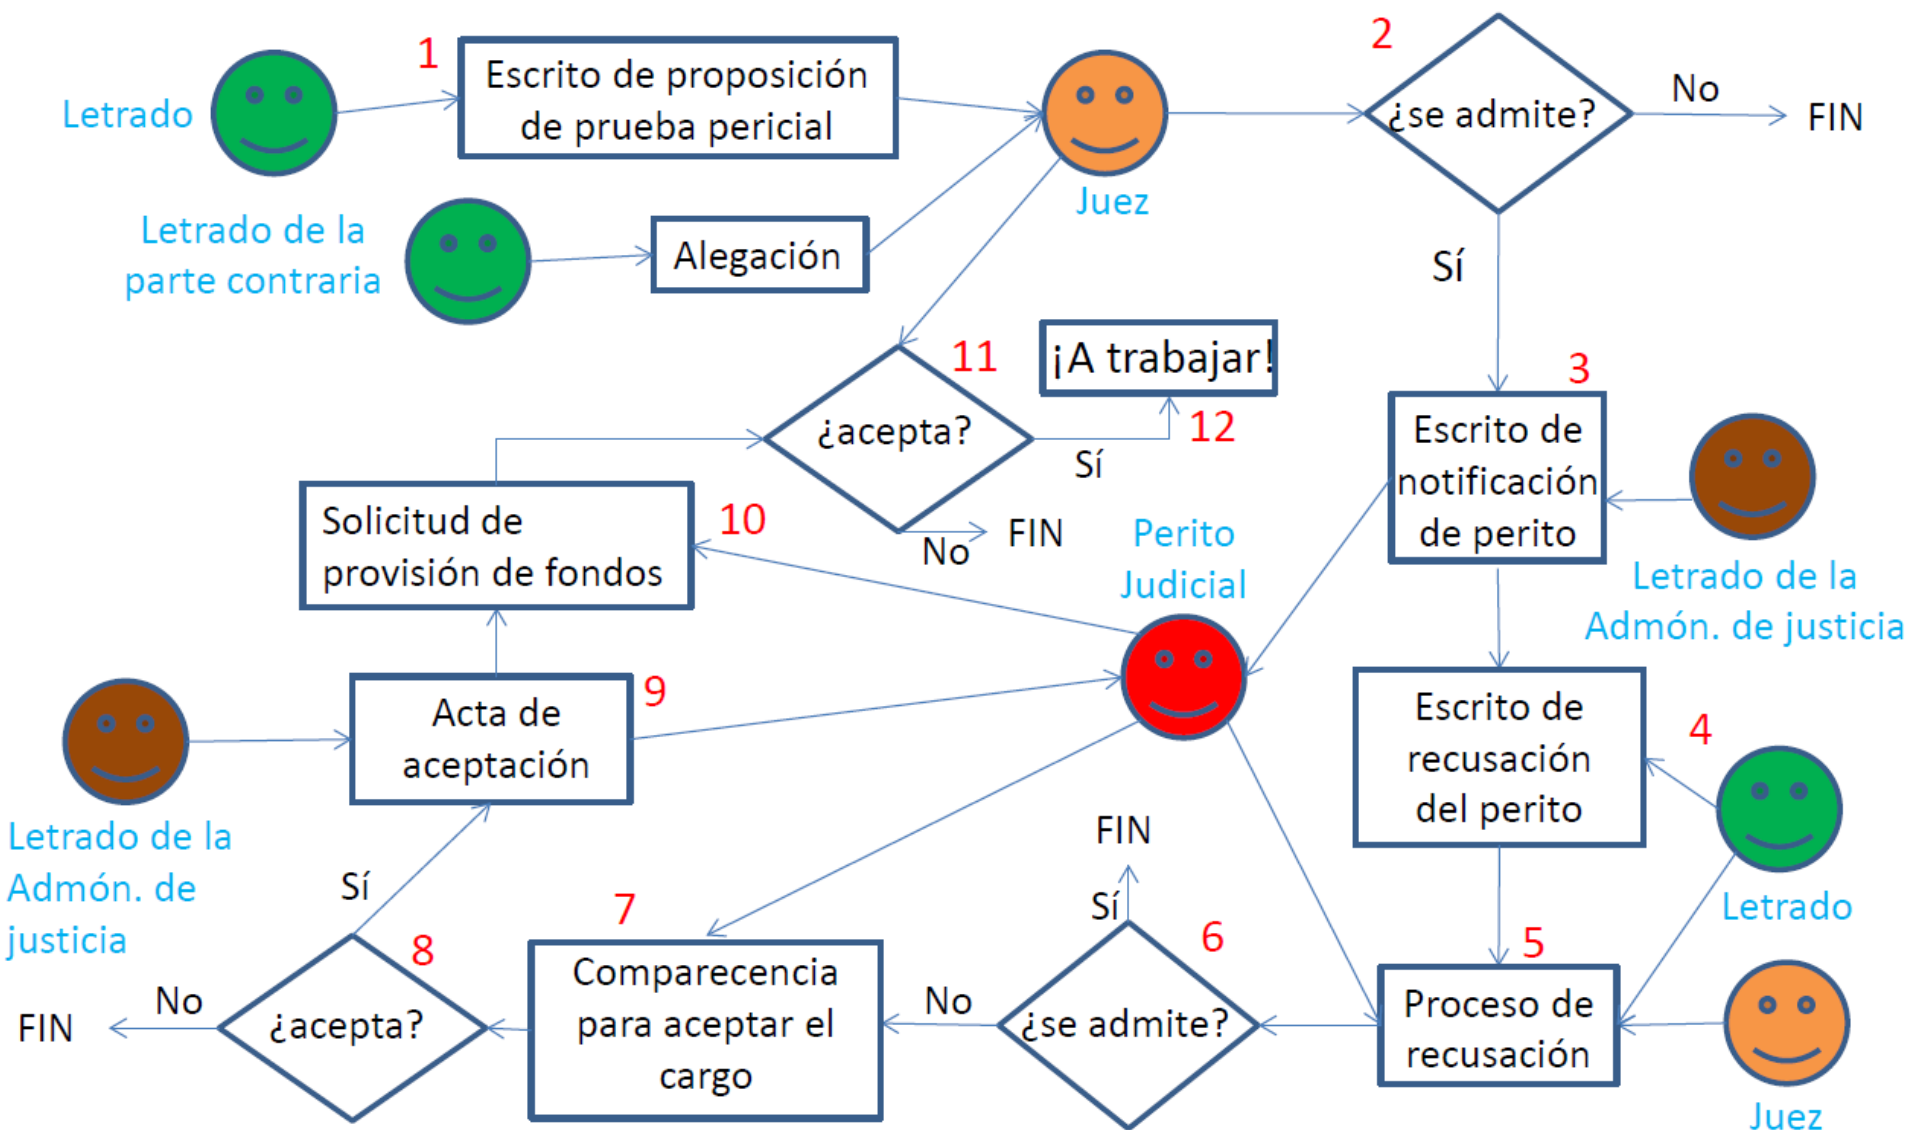 1
2
Letrado
Escrito de proposición
de prueba pericial
¿se admite?
No
FIN
Juez
Letrado de la
parte contraria
Alegación
Sí
11
¡A trabajar!
3
¿acepta?
12
Sí
Escrito de
notificación
de perito
Solicitud de
provisión de fondos
10
No
FIN
Perito
Judicial
Letrado de la
Admón. de justicia
Acta de
aceptación
9
Escrito de
recusación
del perito
4
Letrado de la
Admón. de
justicia
Sí
FIN
Letrado
7
Sí
6
5
8
Comparecencia
para aceptar el
cargo
No
¿se admite?
Proceso de
recusación
FIN
No
¿acepta?
Juez